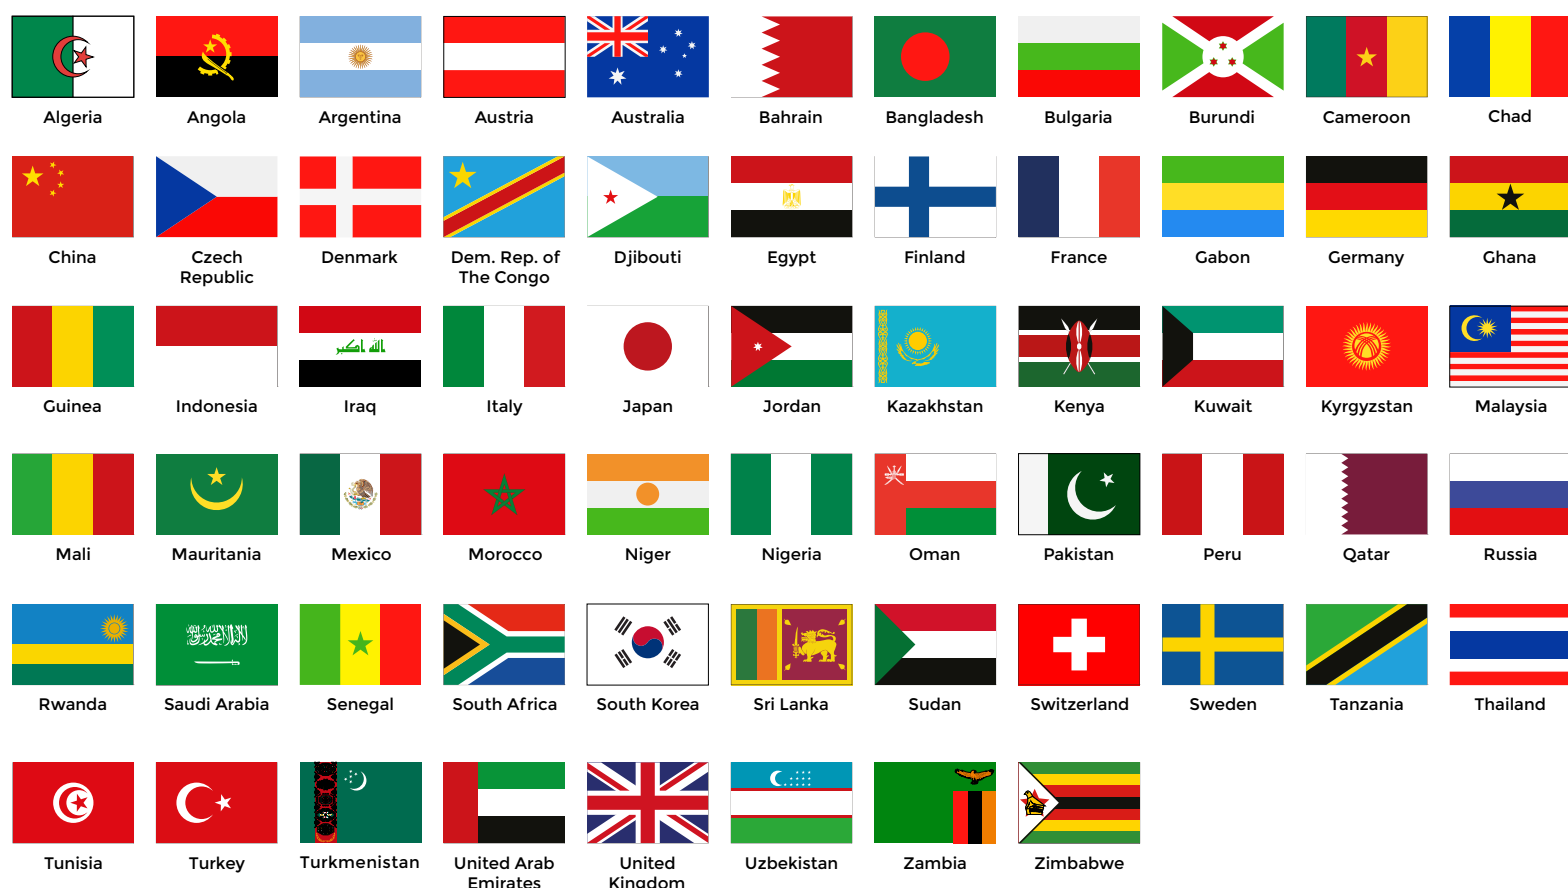 Algeria
Angola
Argentina
Austria
Australia
Bahrain
Bangladesh
Bulgaria
Burundi
Cameroon
Chad
China
Czech
Republic
Denmark
Dem. Rep. of
The Congo
Djibouti
Egypt
Finland
France
Gabon
Germany
Ghana
Guinea
Indonesia
الله اكبر
Iraq
Italy
Japan
Jordan
Kazakhstan
Kenya
Kuwait
Kyrgyzstan
Malaysia
Mali
Mauritania
Mexico
Morocco
Niger
Nigeria
Oman
Pakistan
Peru
Qatar
Russia
Rwanda
Saudi Arabia
Senegal
South Africa
South Korea
Sri Lanka
Sudan
Switzerland
Sweden
Tanzania
Thailand
Tunisia
Turkey
Turkmenistan
United Arab
Emirates
United
Kingdom
Uzbekistan
Zambia
Zimbabwe